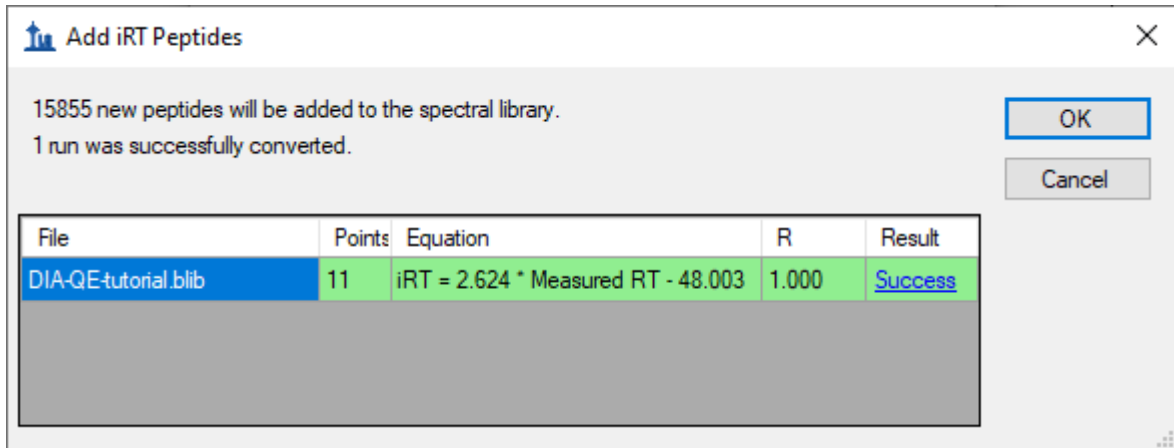 Add iRT Peptides
15855 new peptides will be added to the spectral library.
1 run was successfully converted.
OK
Cancel
File Points Equation R Result
DIA-QE-tutorial.blib 11 iRT = 2.624 * Measured RT - 48.003 1.000 Success